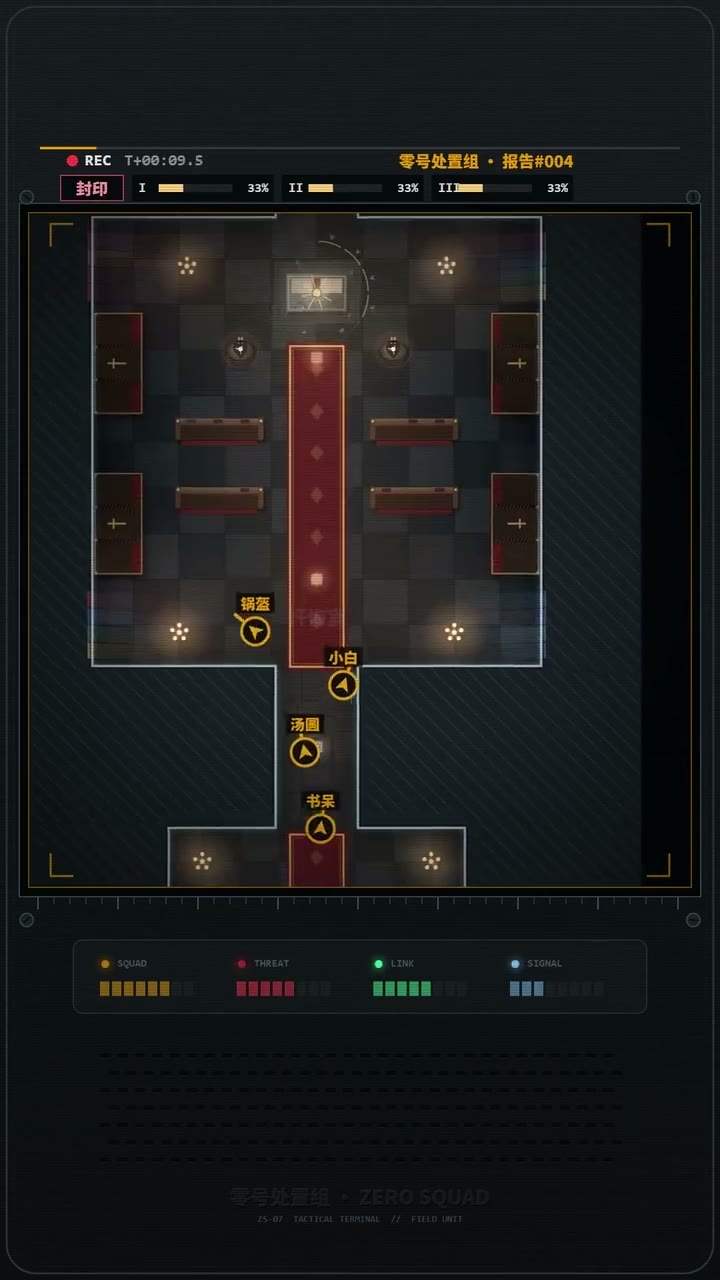 REC T+00:09.5 零号处置组 · 报告#004
封印 I 33% II 33% III 33%
锅盔
小白
汤圆
书呆
SQUAD THREAT LINK SIGNAL
零号处置组 · ZERO SQUAD
ZS-07 TACTICAL TERMINAL // FIELD UNIT